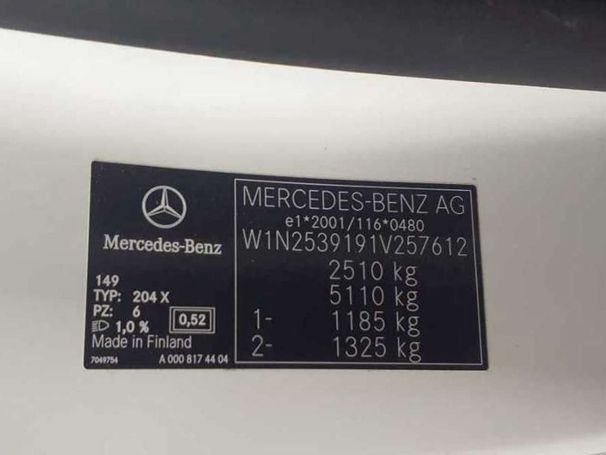 Mercedes-Benz
149
TYP: 204 X
PZ: 6
1,0 %
0,52
Made in Finland
7049754
A 000 817 44 04
MERCEDES-BENZ AG
e1*2001/116*0480
W1N2539191V257612
2510 kg
5110 kg
1- 1185 kg
2- 1325 kg